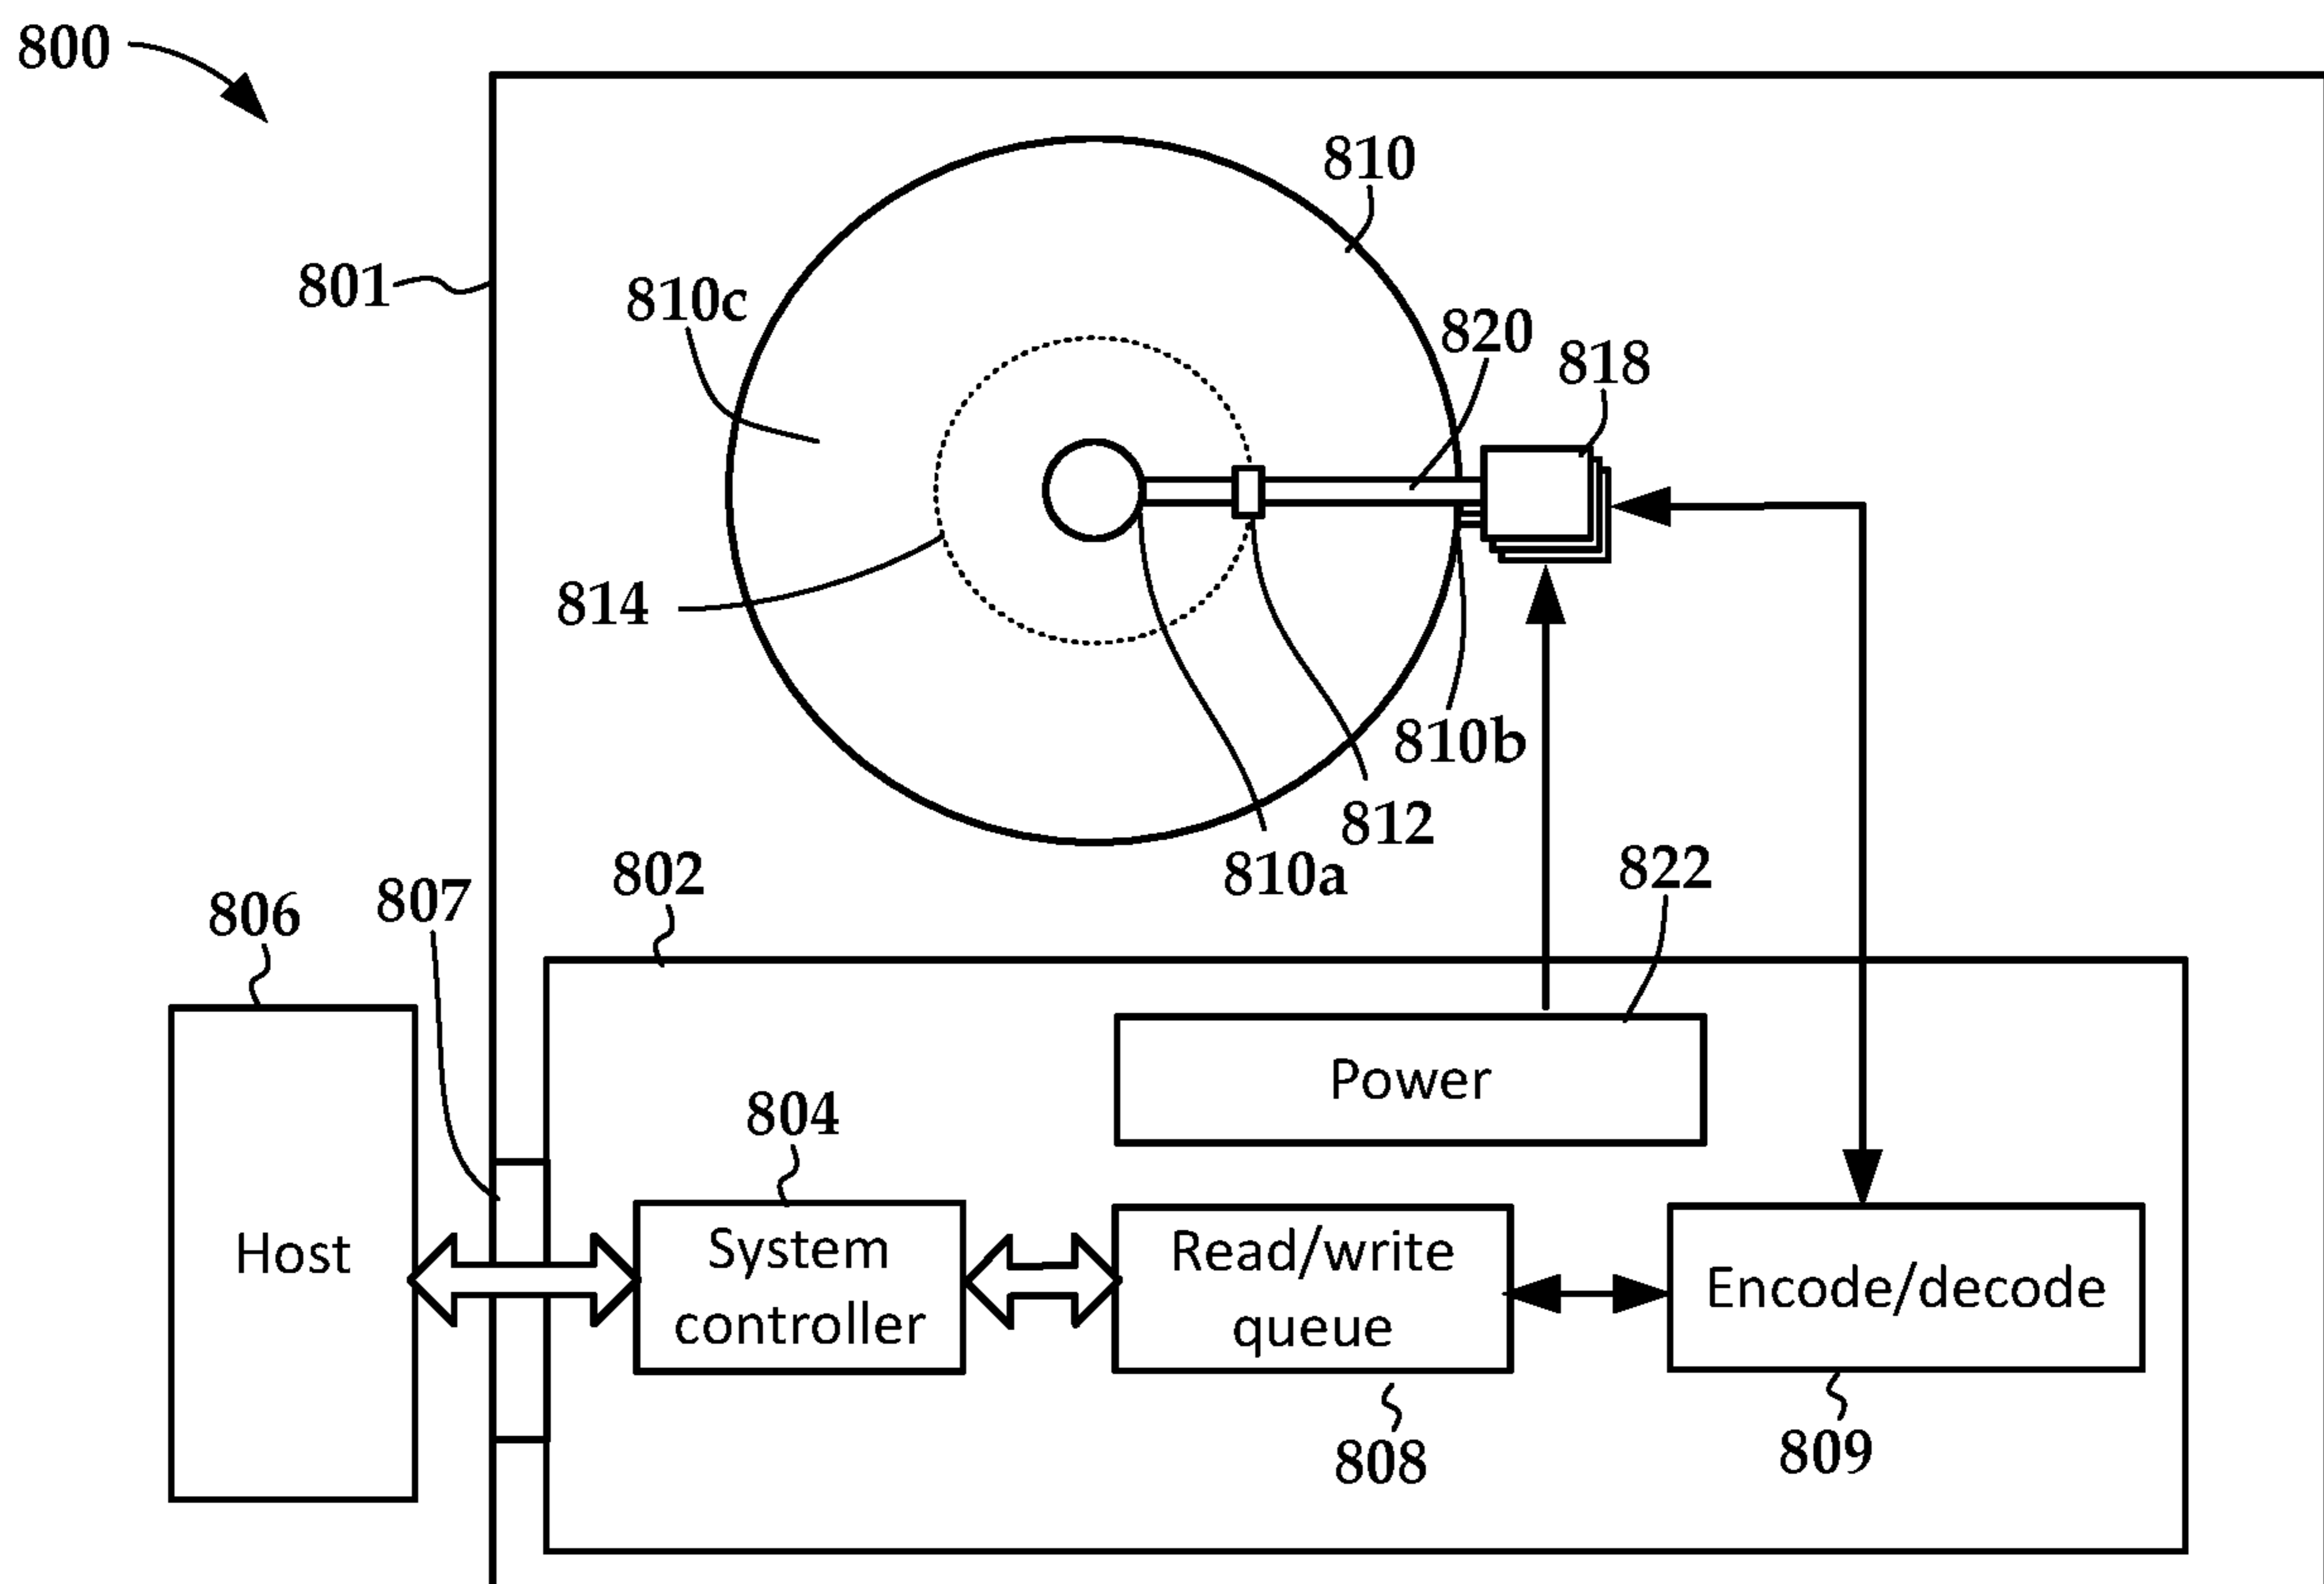 800
810
801
810c
820
818
814
810b
812
810a
802
822
807
806
Power
804
Host
System
controller
Read/write
queue
Encode/decode
808
809